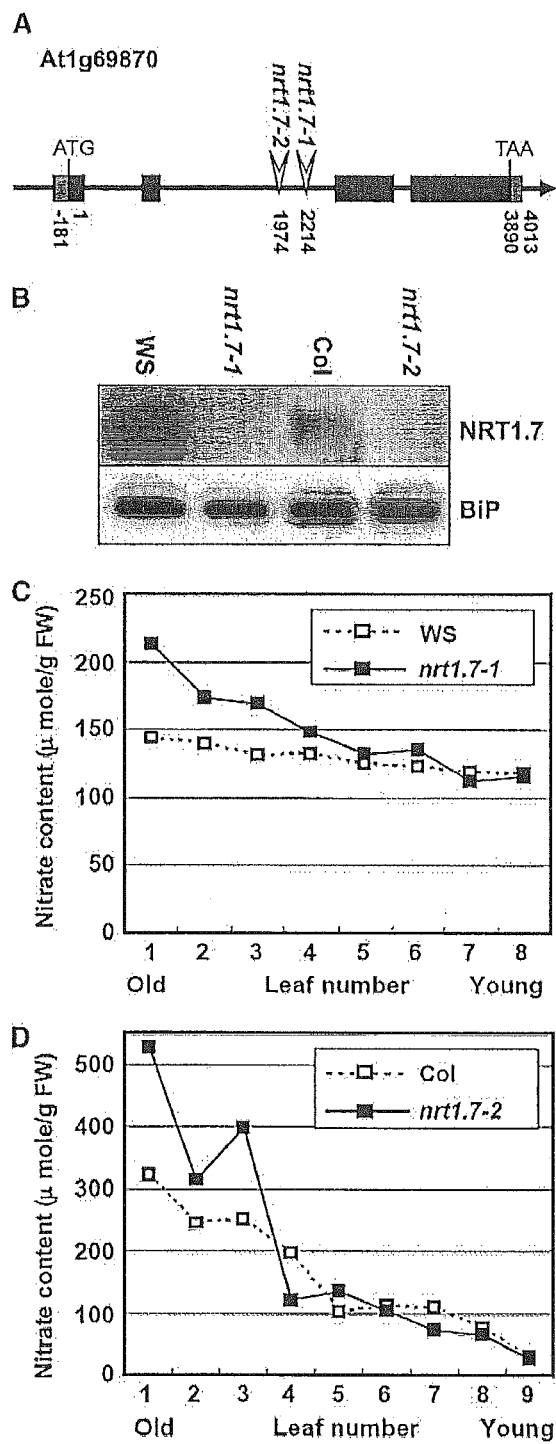 A
At1g69870
nrt1.7-2
nrt1.7-1
ATG
TAA
-181
1
1974
2214
3890
4013
B
WS
nrt1.7-1
Col
nrt1.7-2
NRT1.7
BiP
C
Nitrate content (μ mole/g FW)
250
200
150
100
50
0
WS
nrt1.7-1
1 2 3 4 5 6 7 8
Old Leaf number Young
D
Nitrate content (μ mole/g FW)
500
400
300
200
100
0
Col
nrt1.7-2
1 2 3 4 5 6 7 8 9
Old Leaf number Young